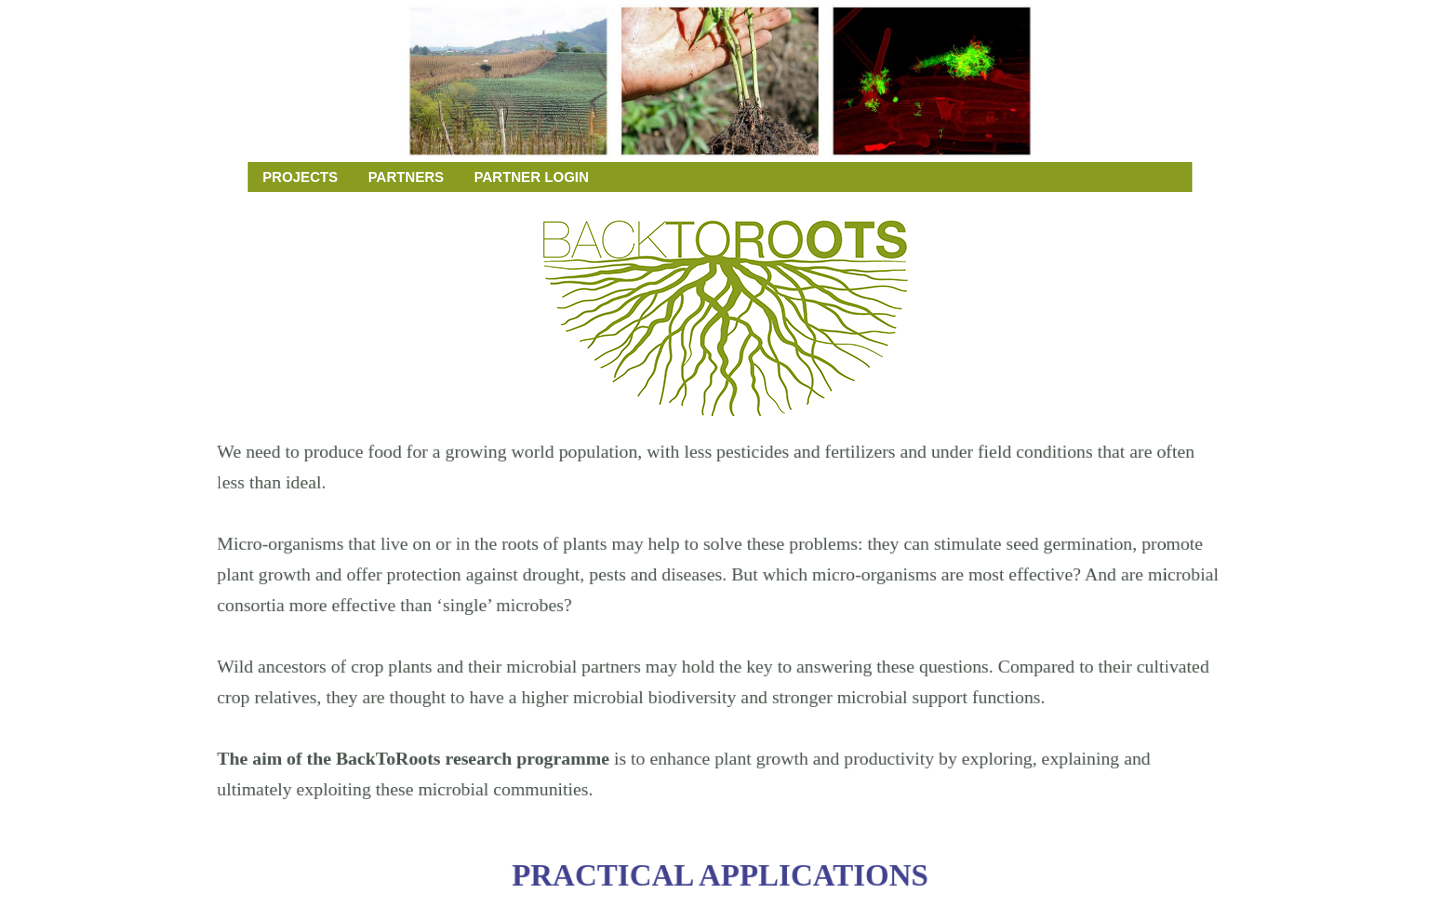 PROJECTS PARTNERS PARTNER LOGIN
BACKTOROOTS
We need to produce food for a growing world population, with less pesticides and fertilizers and under field conditions that are often
less than ideal.
Micro-organisms that live on or in the roots of plants may help to solve these problems: they can stimulate seed germination, promote
plant growth and offer protection against drought, pests and diseases. But which micro-organisms are most effective? And are microbial
consortia more effective than ‘single’ microbes?
Wild ancestors of crop plants and their microbial partners may hold the key to answering these questions. Compared to their cultivated
crop relatives, they are thought to have a higher microbial biodiversity and stronger microbial support functions.
The aim of the BackToRoots research programme is to enhance plant growth and productivity by exploring, explaining and
ultimately exploiting these microbial communities.
PRACTICAL APPLICATIONS